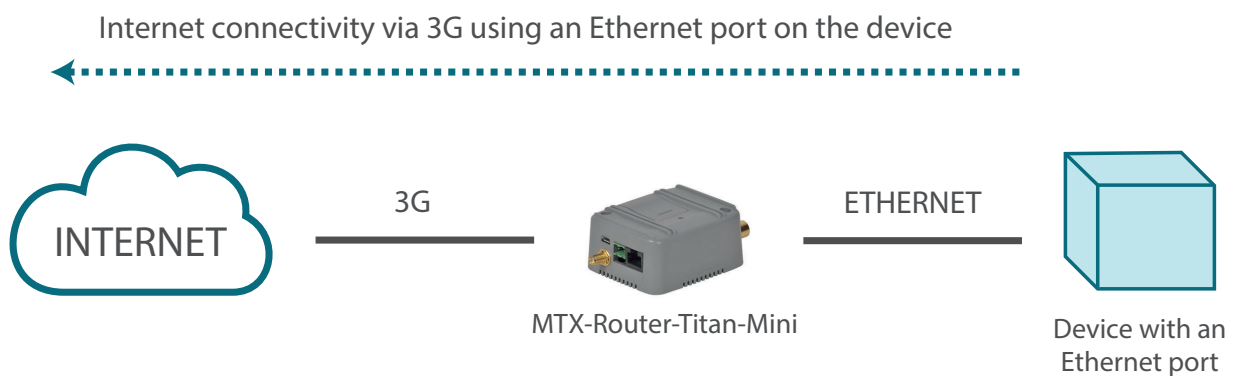 Internet connectivity via 3G using an Ethernet port on the device
INTERNET
3G
ETHERNET
MTX-Router-Titan-Mini
Device with an
Ethernet port